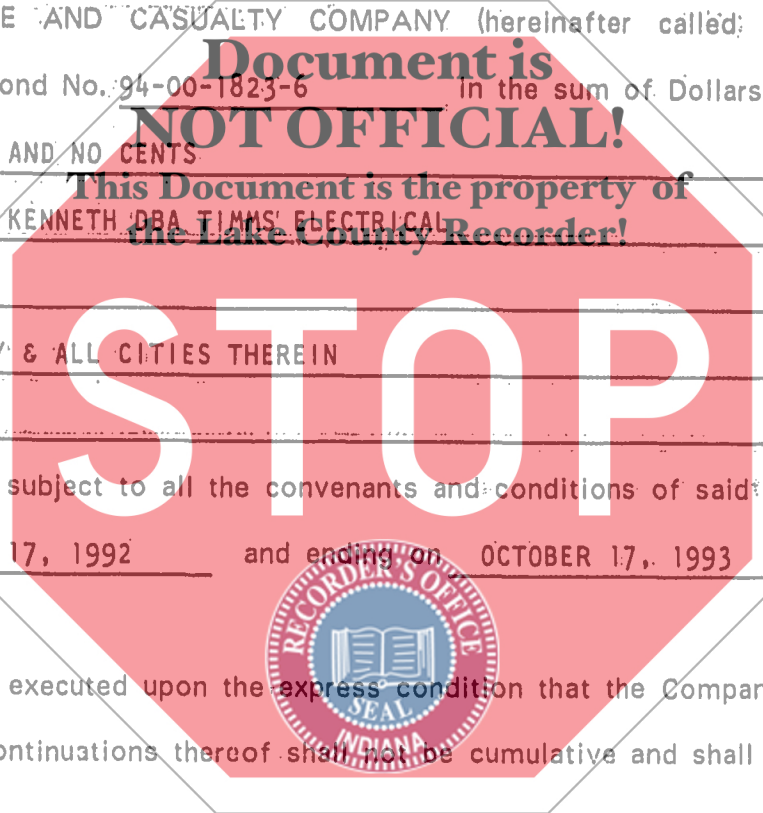 E AND CASUALTY COMPANY (hereinafter called,
Document is
ond No. 94-00-1823-6 in the sum of Dollars
NOT OFFICIAL!
AND NO CENTS
This Document is the property of
KENNETH DBA TIMMS' ELECTRICAL
the Lake County Recorder!
& ALL CITIES THEREIN
STOP
subject to all the convenants and conditions of said
17, 1992 and ending on OCTOBER 17, 1993
RECORDER'S OFFICE
executed upon the express condition that the Compan
SEAL
INDIANA
ontinuations thereof shall not be cumulative and shall